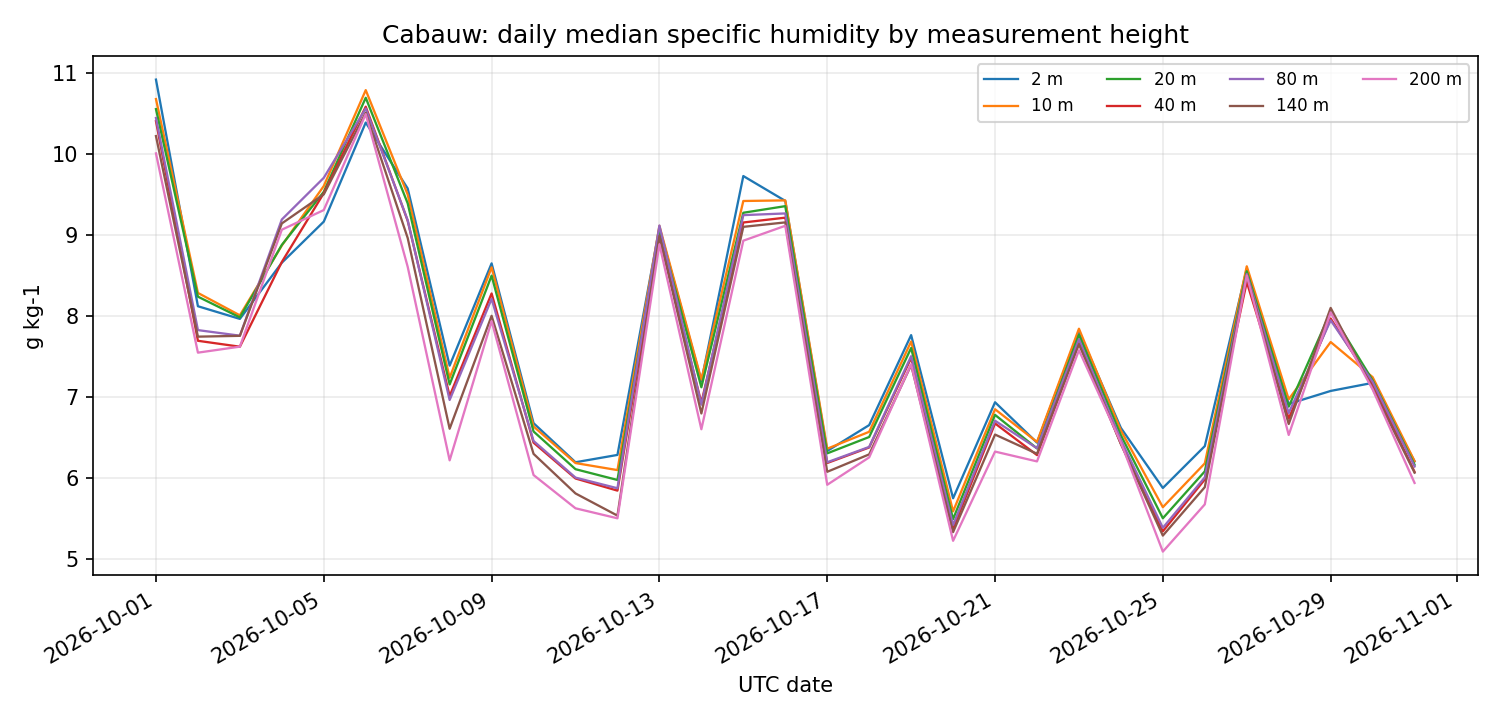 Cabauw: daily median specific humidity by measurement height
2 m 20 m 80 m 200 m
10 m 40 m 140 m
11
10
9
8
7
6
5
g kg-1
2026-10-01 2026-10-05 2026-10-09 2026-10-13 2026-10-17 2026-10-21 2026-10-25 2026-10-29 2026-11-01
UTC date